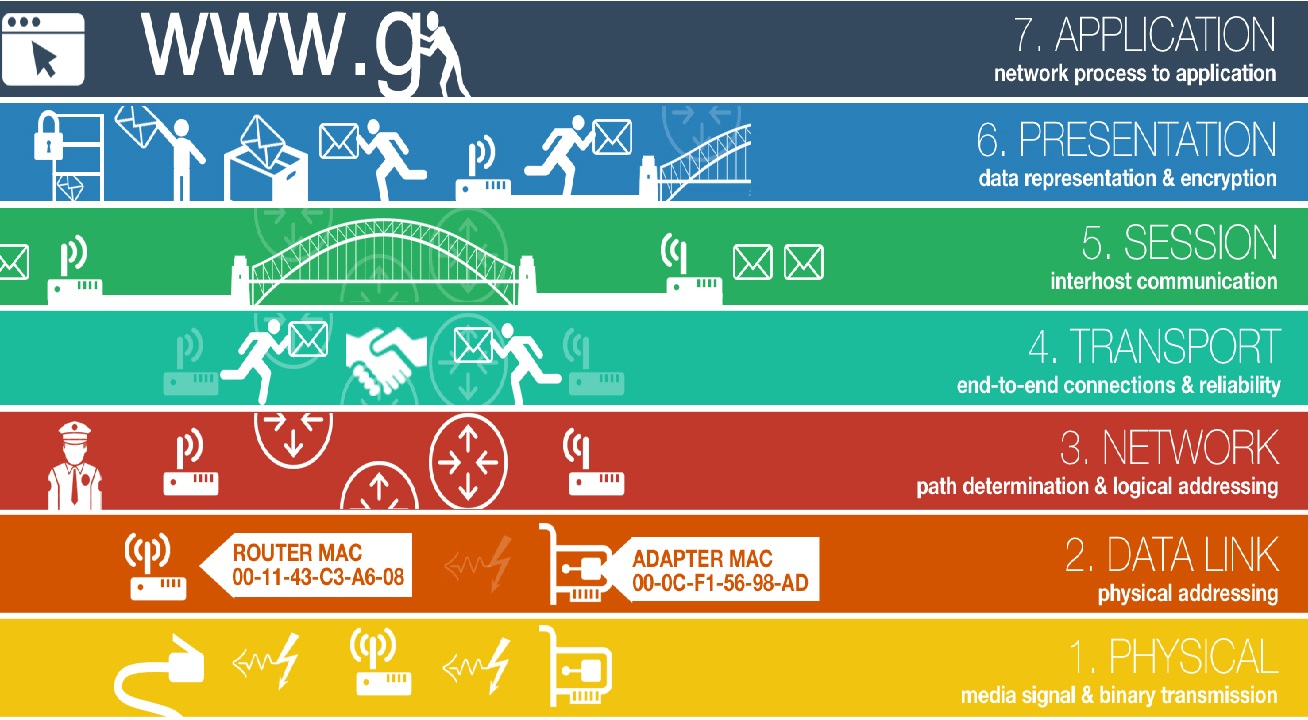 www.g
7. APPLICATION
network process to application
6. PRESENTATION
data representation & encryption
5. SESSION
interhost communication
4. TRANSPORT
end-to-end connections & reliability
3. NETWORK
path determination & logical addressing
ROUTER MAC
00-11-43-C3-A6-08
ADAPTER MAC
00-0C-F1-56-98-AD
2. DATA LINK
physical addressing
1. PHYSICAL
media signal & binary transmission